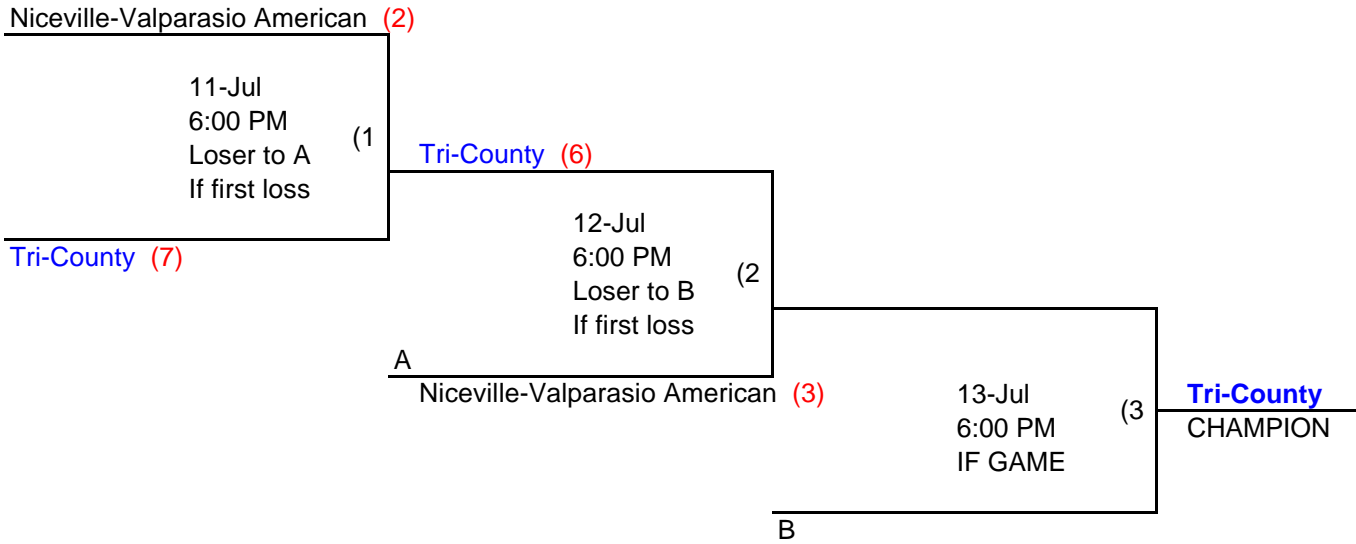 Niceville-Valparasio American (2)
11-Jul
6:00 PM
Loser to A
If first loss
(1
Tri-County (7)
Tri-County (6)
12-Jul
6:00 PM
Loser to B
If first loss
(2
A
Niceville-Valparasio American (3)
13-Jul
6:00 PM
IF GAME
(3
B
Tri-County
CHAMPION